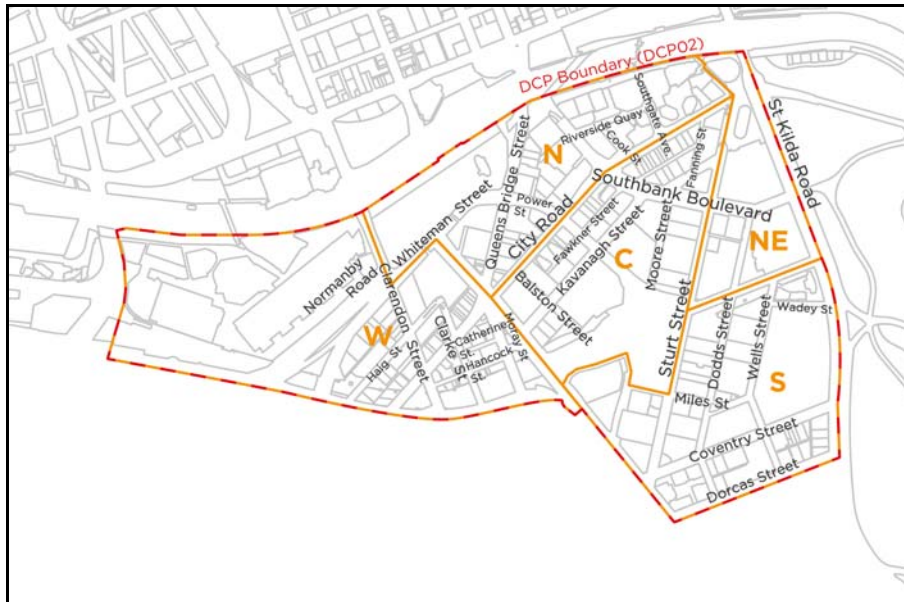 DCP Boundary (DCP02)
St Kilda Road
Southgate Ave.
Riverside Quay
Cook St.
Fanning St
N
Queens Bridge Street
Power
St
City Road
Southbank Boulevard
Fawkner Street
Kavanagh Street
C
Moore Street
NE
Whiteman Street
Normanby
Road
Clarendon Street
W
Haig St
Clarke St
Catherine
St.
Hancock
St.
Moray St
Balston Street
Sturt Street
Dodds Street
Wells Street
Wadey St
S
Miles St
Coventry Street
Dorcas Street